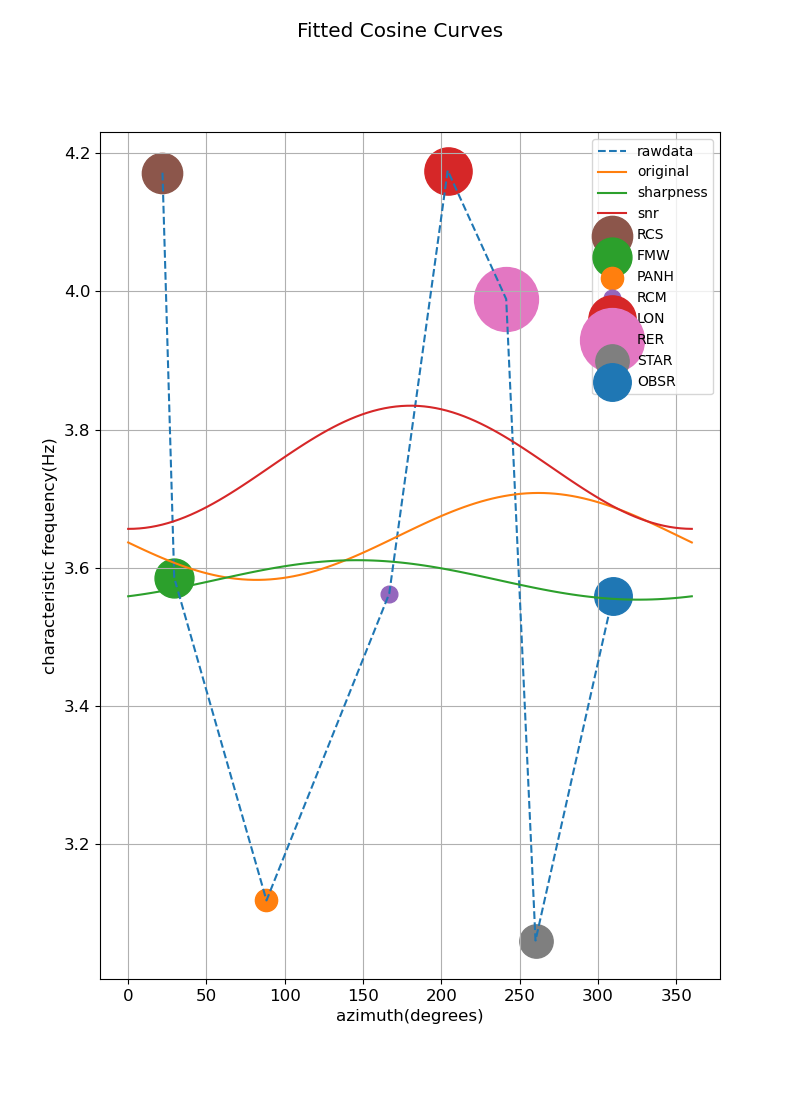 Fitted Cosine Curves
4.2
4.0
3.8
3.6
3.4
3.2
characteristic frequency(Hz)
rawdata
original
sharpness
snr
RCS
FMW
PANH
RCM
LON
RER
STAR
OBSR
0 50 100 150 200 250 300 350
azimuth(degrees)